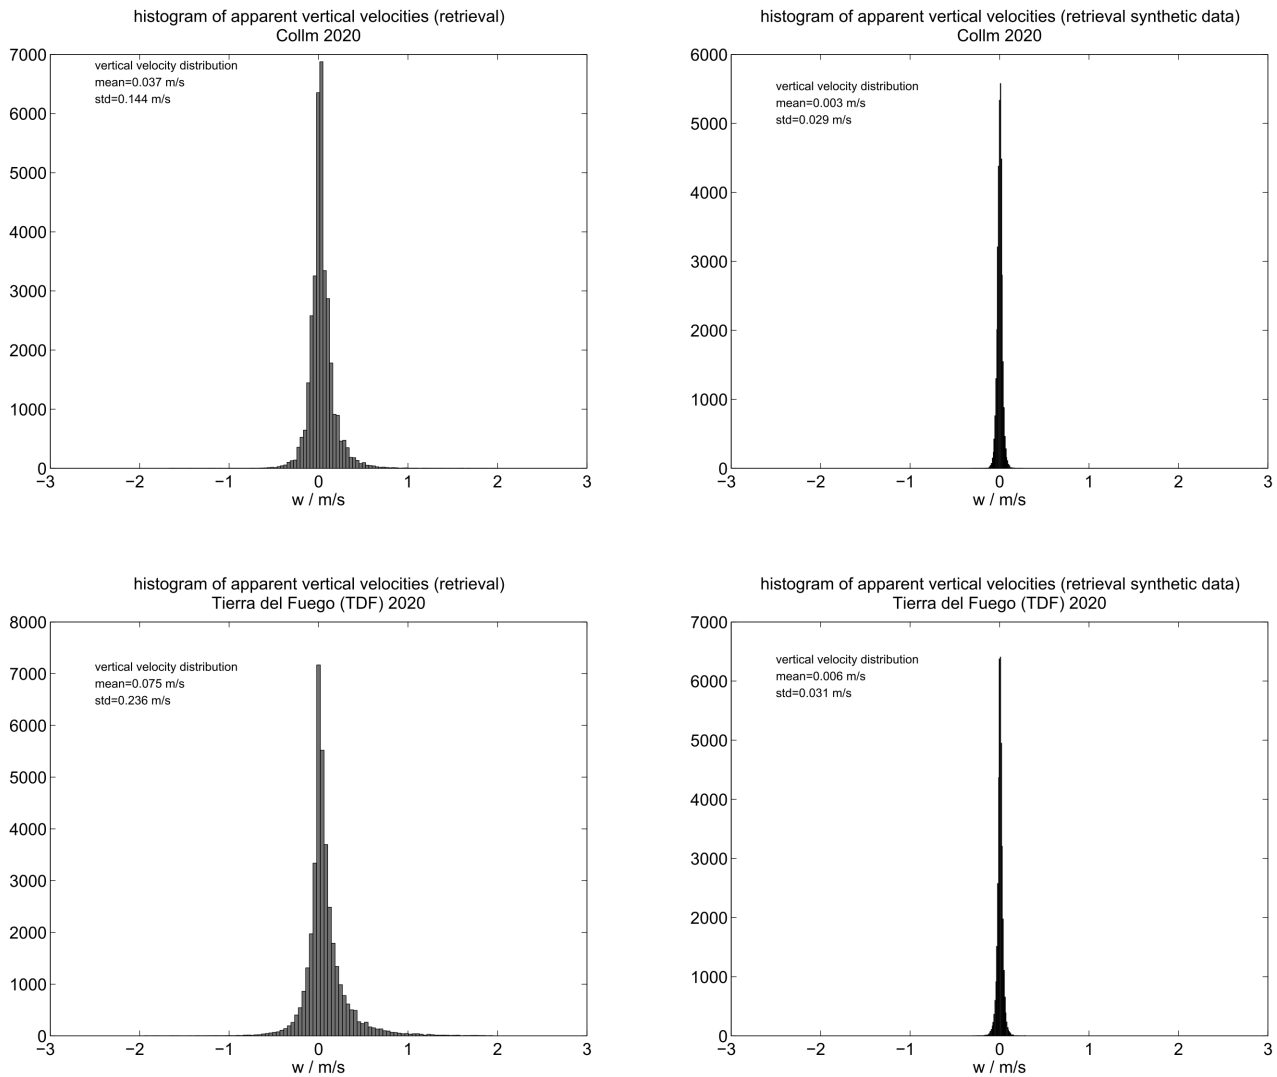 histogram of apparent vertical velocities (retrieval)
Collm 2020
vertical velocity distribution
mean=0.037 m/s
std=0.144 m/s
7000
6000
5000
4000
3000
2000
1000
0
−3
−2
−1
0
1
2
3
w / m/s
histogram of apparent vertical velocities (retrieval synthetic data)
Collm 2020
vertical velocity distribution
mean=0.003 m/s
std=0.029 m/s
6000
5000
4000
3000
2000
1000
0
−3
−2
−1
0
1
2
3
w / m/s
histogram of apparent vertical velocities (retrieval)
Tierra del Fuego (TDF) 2020
vertical velocity distribution
mean=0.075 m/s
std=0.236 m/s
8000
7000
6000
5000
4000
3000
2000
1000
0
−3
−2
−1
0
1
2
3
w / m/s
histogram of apparent vertical velocities (retrieval synthetic data)
Tierra del Fuego (TDF) 2020
vertical velocity distribution
mean=0.006 m/s
std=0.031 m/s
7000
6000
5000
4000
3000
2000
1000
0
−3
−2
−1
0
1
2
3
w / m/s